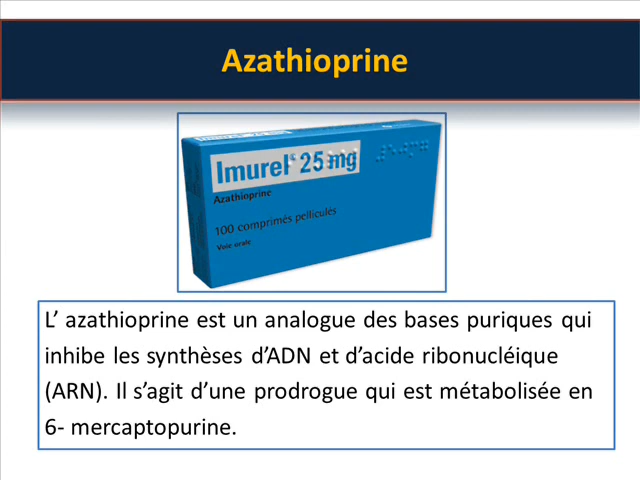 Azathioprine
Imurel® 25 mg
Azathioprine
100 comprimés pelliculés
Voie orale
L’ azathioprine est un analogue des bases puriques qui
inhibe les synthèses d’ADN et d’acide ribonucléique
(ARN). Il s’agit d’une prodrogue qui est métabolisée en
6- mercaptopurine.